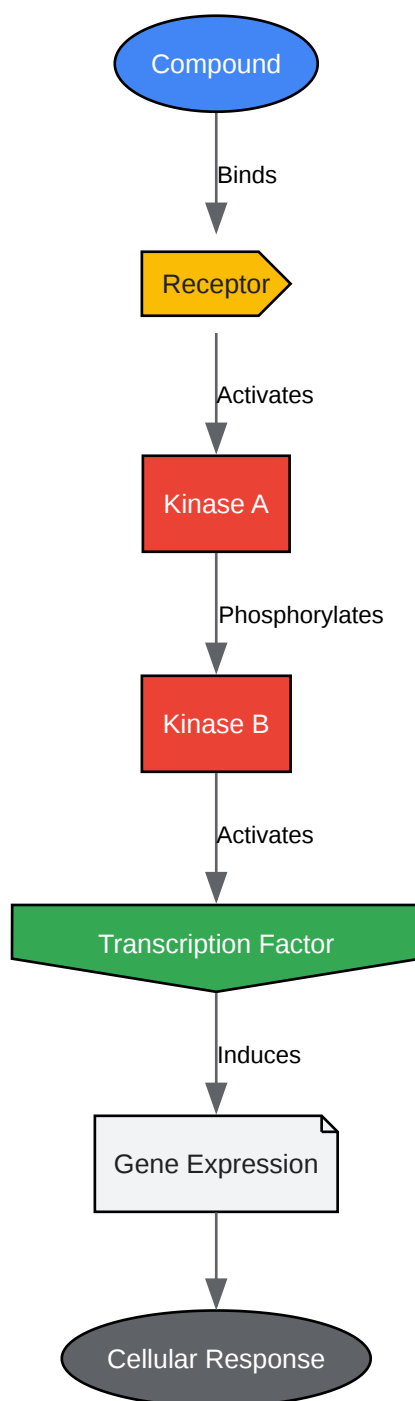 Compound
Binds
Receptor
Activates
Kinase A
Phosphorylates
Kinase B
Activates
Transcription Factor
Induces
Gene Expression
Cellular Response